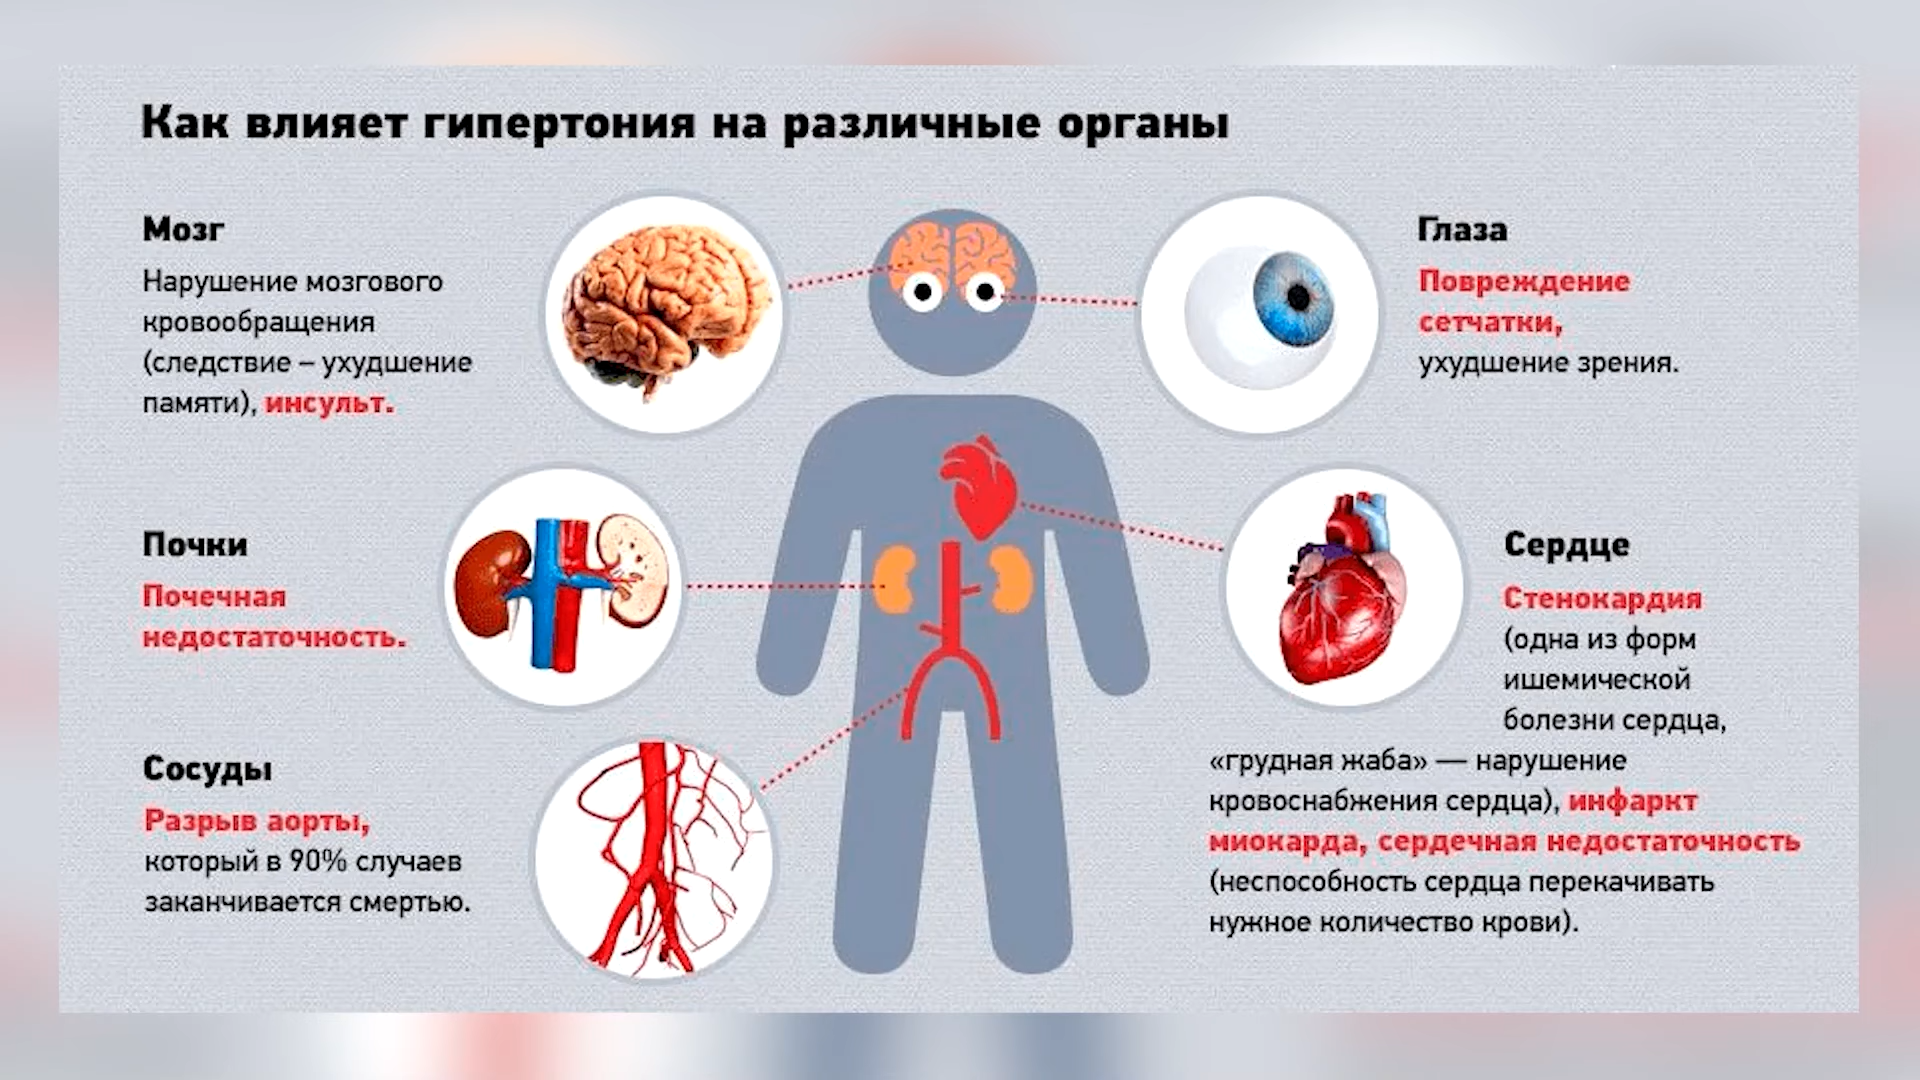 Как влияет гипертония на различные органы
Мозг
Нарушение мозгового
кровообращения
(следствие – ухудшение
памяти), инсульт.
Глаза
Повреждение
сетчатки,
ухудшение зрения.
Почки
Почечная
недостаточность.
Сердце
Стенокардия
(одна из форм
ишемической
болезни сердца,
«грудная жаба» — нарушение
кровоснабжения сердца), инфаркт
миокарда, сердечная недостаточность
(неспособность сердца перекачивать
нужное количество крови).
Сосуды
Разрыв аорты,
который в 90% случаев
заканчивается смертью.